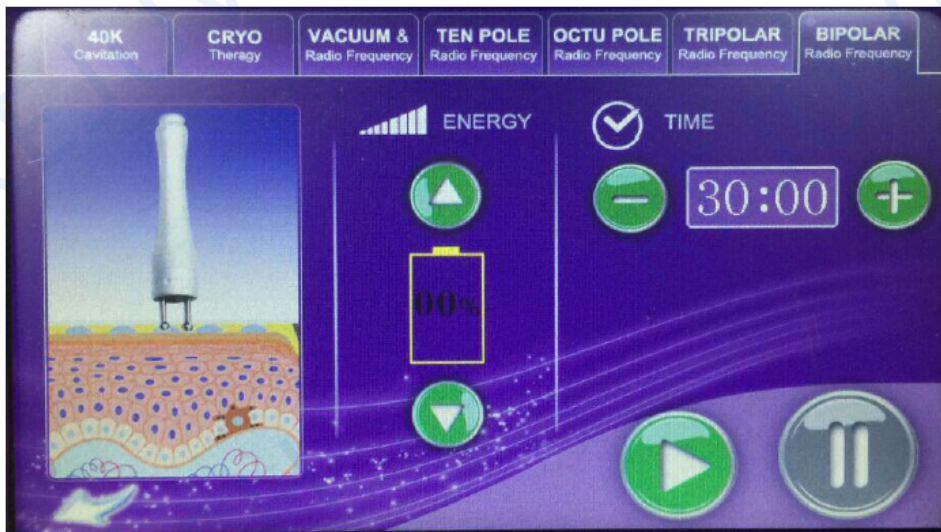 40K
Cavitation
CRYO
Theragy
VACUUM &
Radio Frequency
TEN POLE
Radio Frequency
OCTU POLE
Radio Frequency
TRIPOLAR
Radio Frequency
BIPOLAR
Radio Frequency
ENERGY
TIME
30:00
00%